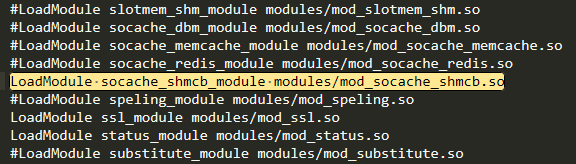 #LoadModule slotmem_shm_module modules/mod_slotmem_shm.so
#LoadModule socache_dbm_module modules/mod_socache_dbm.so
#LoadModule socache_memcache_module modules/mod_socache_memcache.so
#LoadModule socache_redis_module modules/mod_socache_redis.so
LoadModule·socache_shmcb_module·modules/mod_socache_shmcb.so
#LoadModule speling_module modules/mod_speling.so
LoadModule ssl_module modules/mod_ssl.so
LoadModule status_module modules/mod_status.so
#LoadModule substitute_module modules/mod_substitute.so